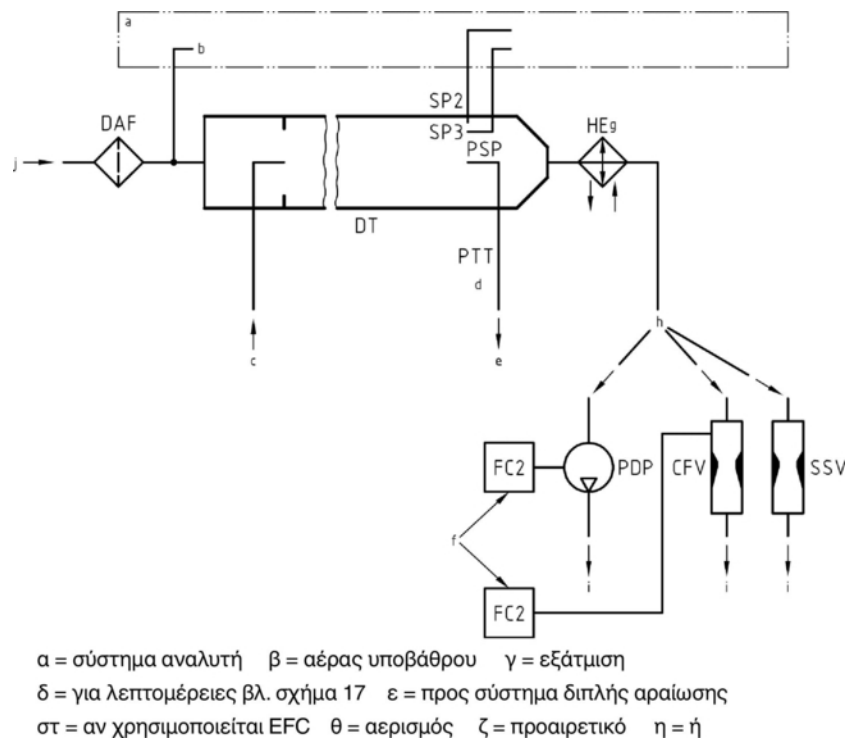 a
b
SP2
DAF
SP3
HEg
PSP
j
DT
PTT
d
h
c
e
FC2
PDP
CFV
SSV
f
i
i
i
FC2
α = σύστημα αναλυτή β = αέρας υποβάθρου γ = εξάτμιση
δ = για λεπτομέρειες βλ. σχήμα 17 ε = προς σύστημα διπλής αραίωσης
στ = αν χρησιμοποιείται EFC θ = αερισμός ζ = προαιρετικό η = ή